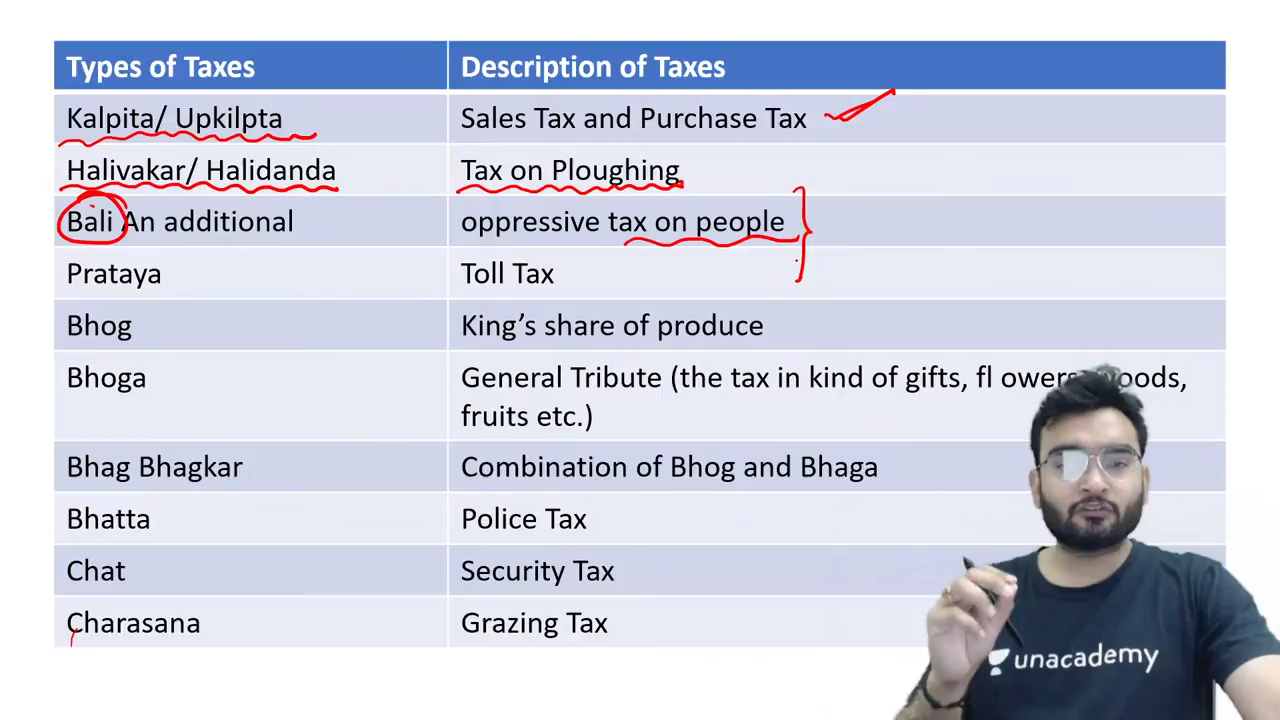 Types of Taxes Description of Taxes
Kalpita/ Upkilpta Sales Tax and Purchase Tax
Halivakar/ Halidanda Tax on Ploughing
Bali An additional oppressive tax on people
Prataya Toll Tax
Bhog King’s share of produce
Bhoga General Tribute (the tax in kind of gifts, fl owers,
fruits etc.)
Bhag Bhagkar Combination of Bhog and Bhaga
Bhatta Police Tax
Chat Security Tax
Charasana Grazing Tax
unacademy